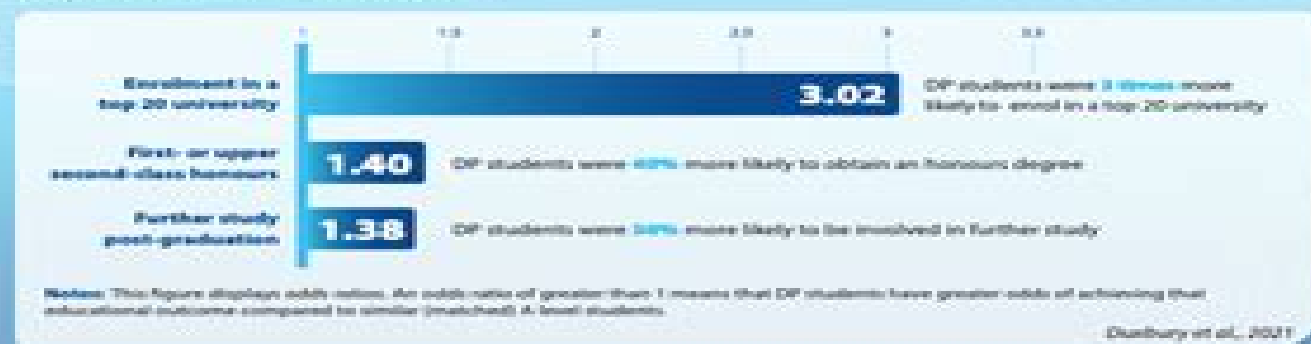 1 1.5 2 2.5 3 3.5
Enrolment in a
top 20 university
3.02
DP students were 3 times more
likely to enrol in a top 20 university
First- or upper
second-class honours
1.40
DP students were 40% more likely to obtain an honours degree
Further study
post-graduation
1.38
DP students were 38% more likely to be involved in further study
Notes: This figure displays odds ratios. An odds ratio of greater than 1 means that DP students have greater odds of achieving that
educational outcome compared to similar (matched) A level students.
Duxbury et al., 2021